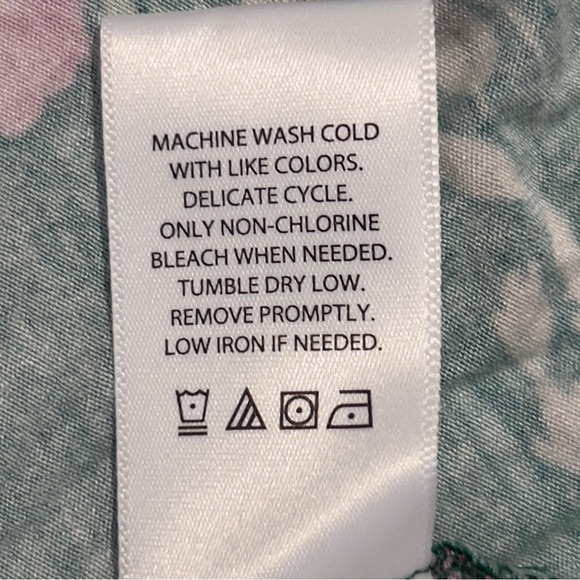 MACHINE WASH COLD
WITH LIKE COLORS.
DELICATE CYCLE.
ONLY NON-CHLORINE
BLEACH WHEN NEEDED.
TUMBLE DRY LOW.
REMOVE PROMPTLY.
LOW IRON IF NEEDED.